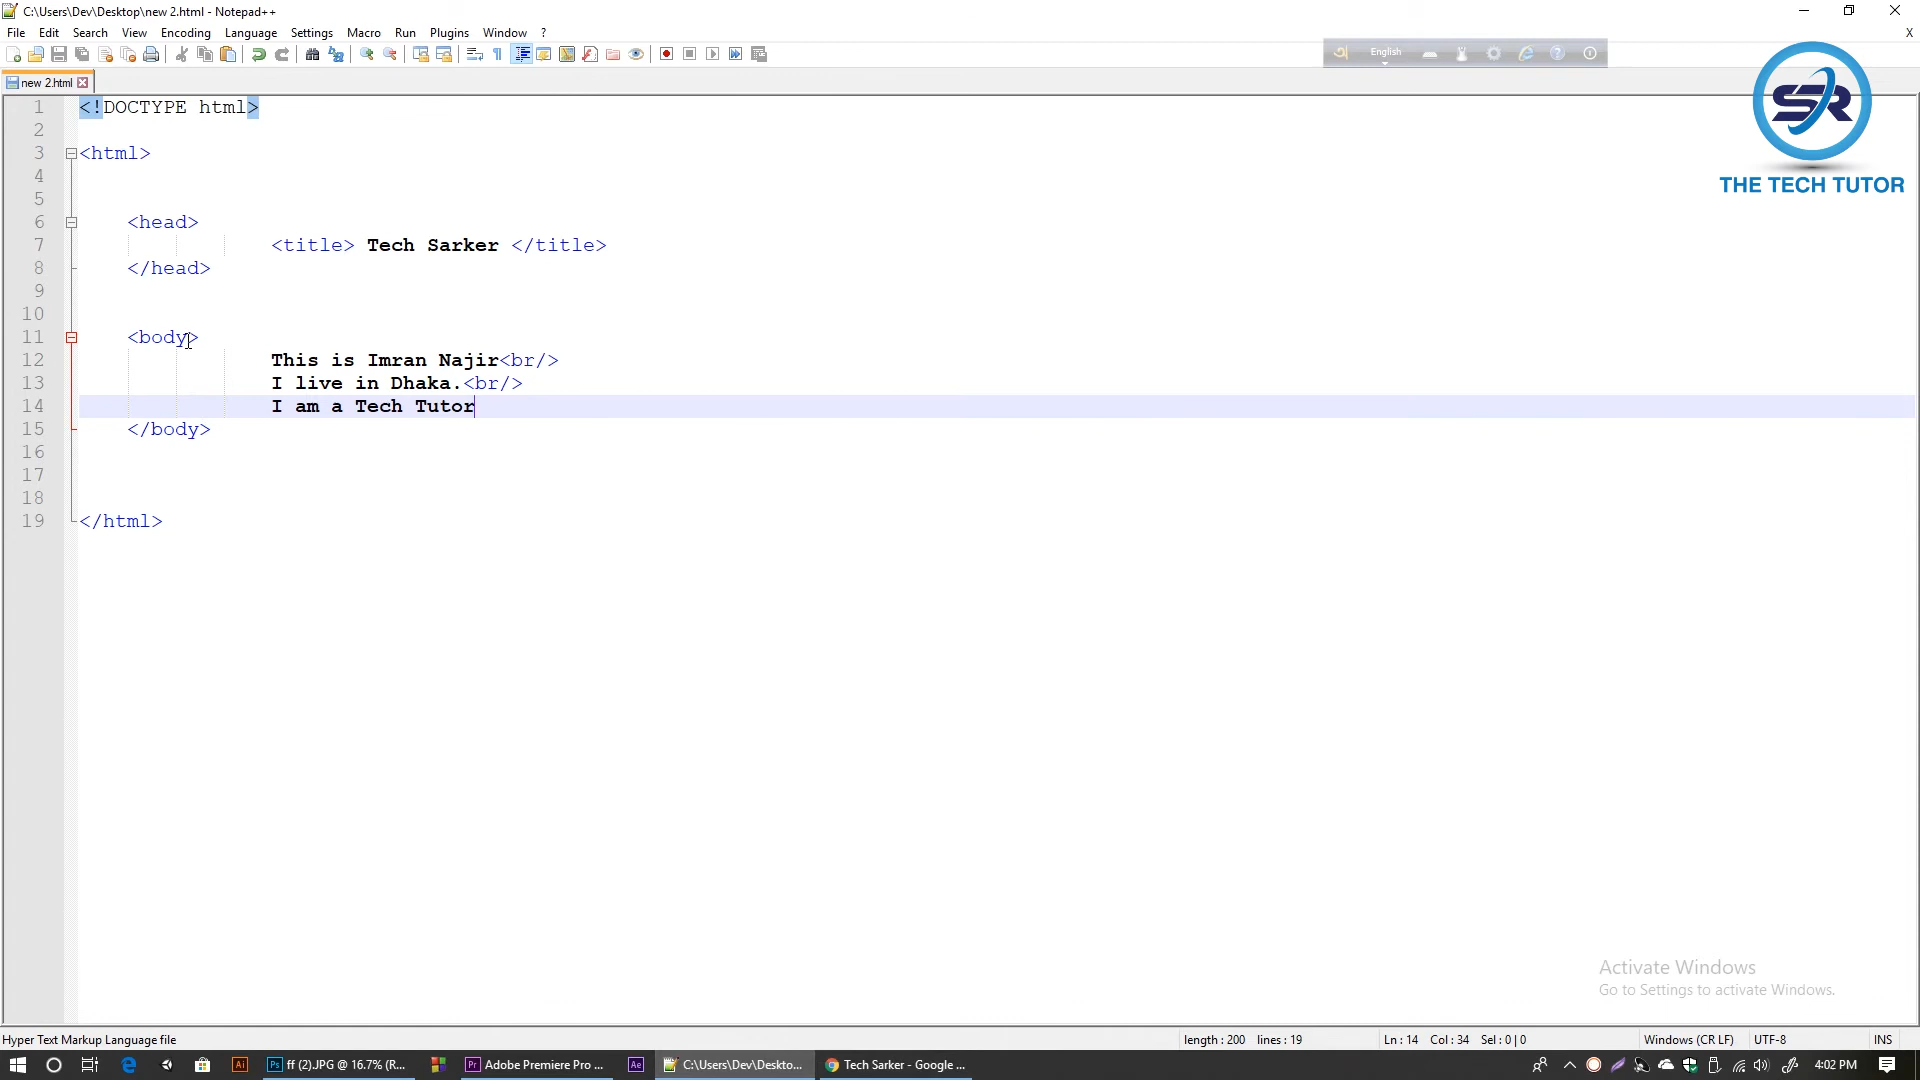 C:\Users\Dev\Desktop\new 2.html - Notepad++
File Edit Search View Encoding Language Settings Macro Run Plugins Window ? X
English
new 2.html
SR
THE TECH TUTOR
1 <!DOCTYPE html>
2
3 <html>
4
5
6 <head>
7 <title> Tech Sarker </title>
8 </head>
9
10
11 <body>
12 This is Imran Najir<br/>
13 I live in Dhaka.<br/>
14 I am a Tech Tutor
15 </body>
16
17
18
19 </html>
Activate Windows
Go to Settings to activate Windows.
Hyper Text Markup Language file length : 200 lines : 19 Ln : 14 Col : 34 Sel : 0 | 0 Windows (CR LF) UTF-8 INS
Ai Ps ff (2).JPG @ 16.7% (R... Pr Adobe Premiere Pro ... Ae C:\Users\Dev\Deskto... Tech Sarker - Google ... 4:02 PM